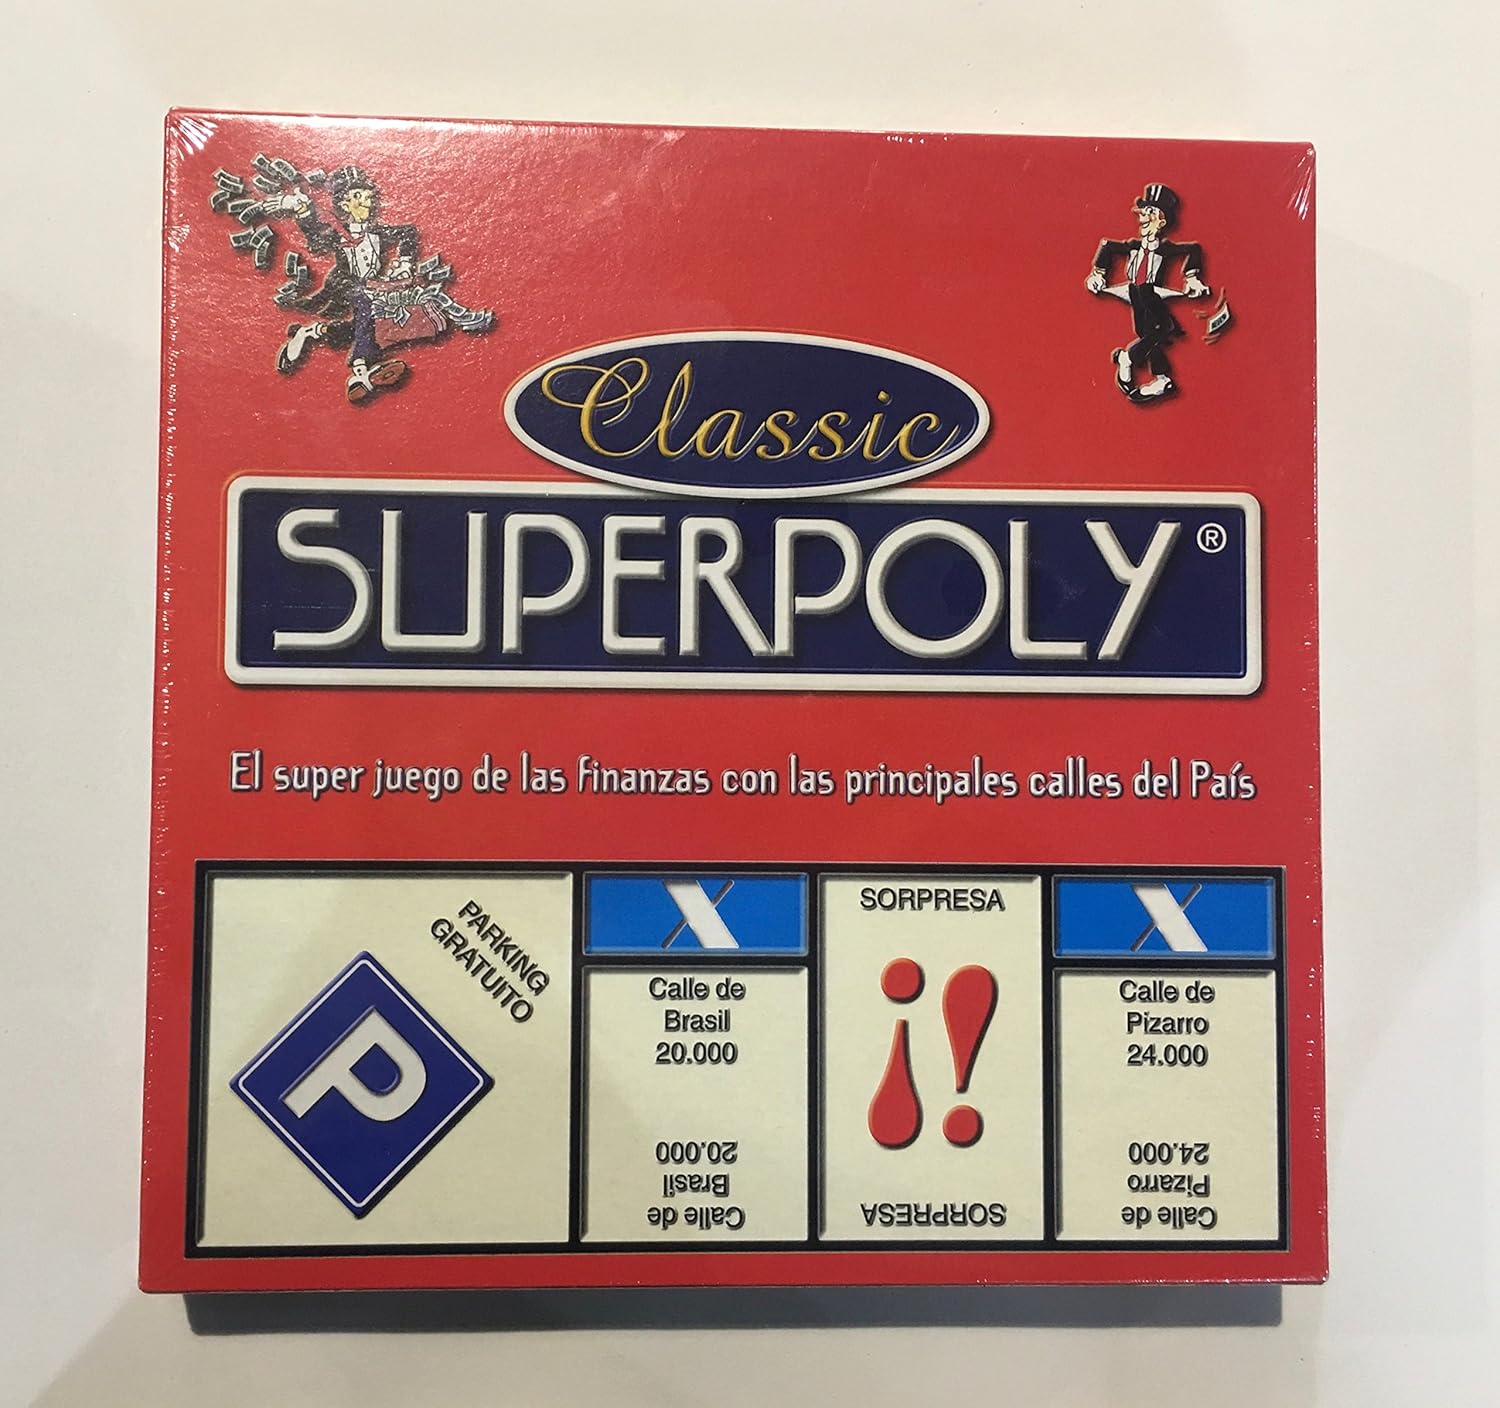 Classic
SUPERPOLY®
El super juego de las finanzas con las principales calles del País
PARKING
GRATUITO
P
Calle de
Brasil
20.000
Calle de
Brasil
20.000
SORPRESA
¡!
SORPRESA
Calle de
Pizarro
24.000
Calle de
Pizarro
24.000